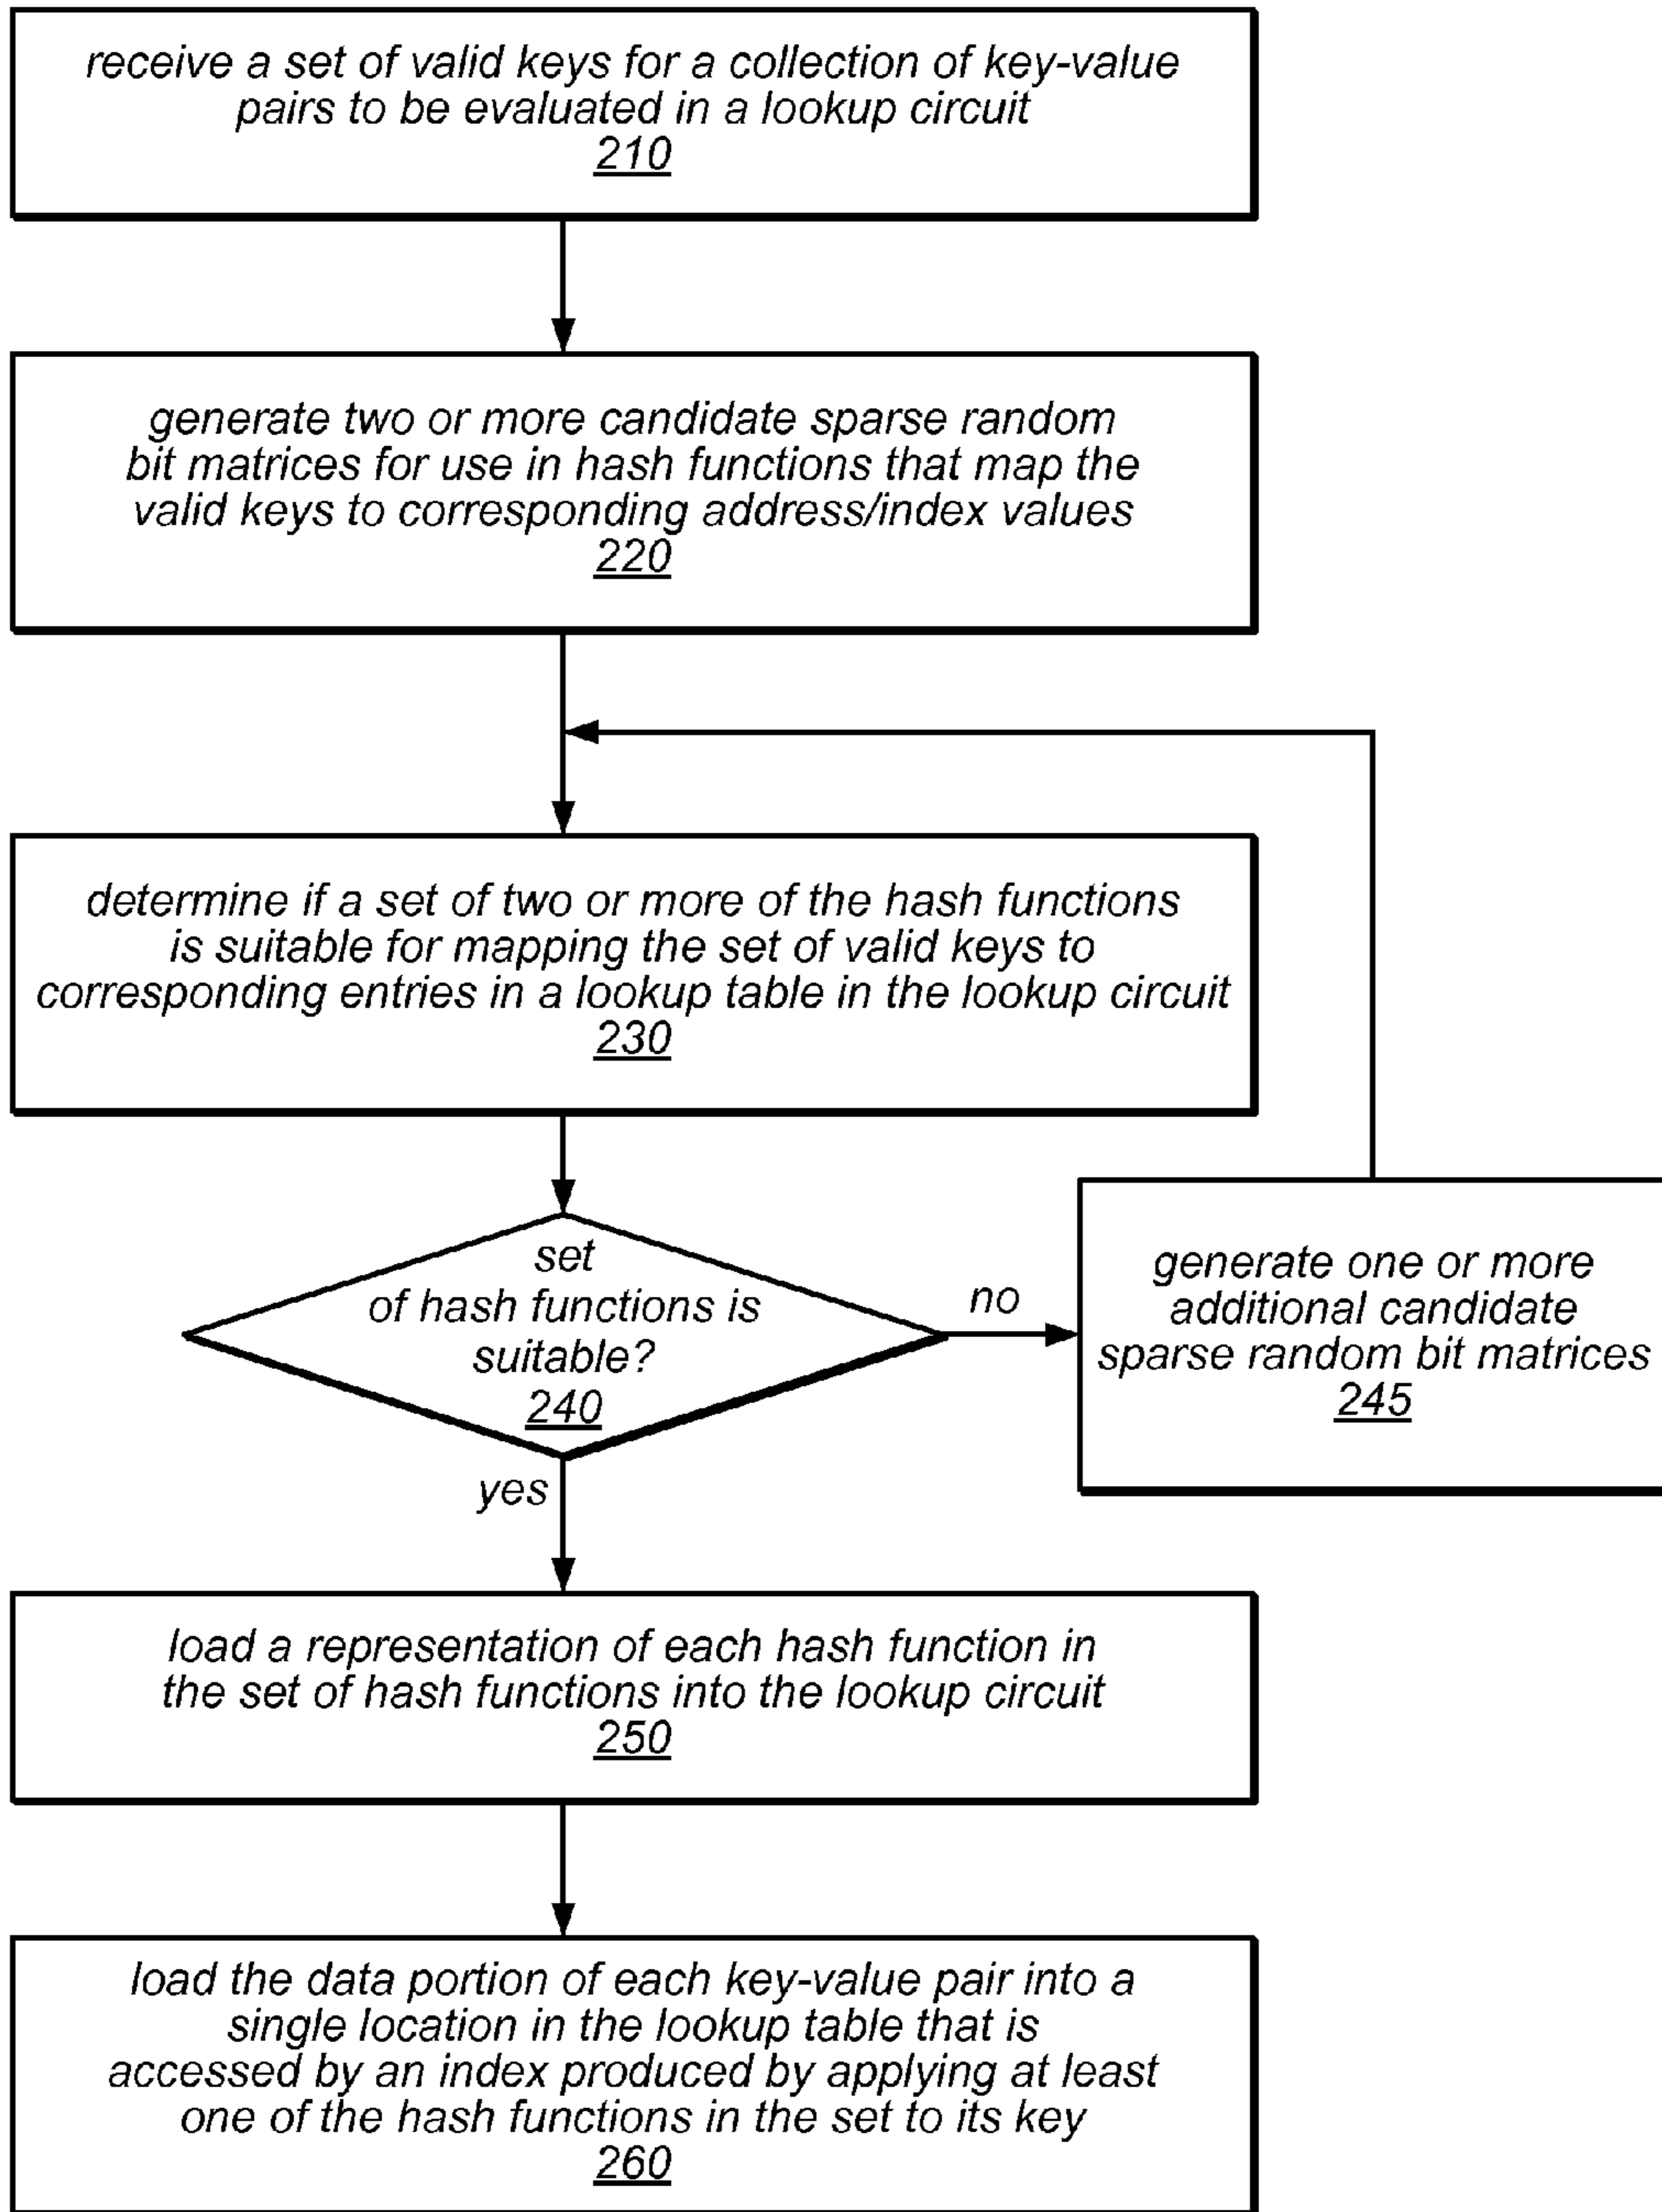 receive a set of valid keys for a collection of key-value
pairs to be evaluated in a lookup circuit
210
generate two or more candidate sparse random
bit matrices for use in hash functions that map the
valid keys to corresponding address/index values
220
determine if a set of two or more of the hash functions
is suitable for mapping the set of valid keys to
corresponding entries in a lookup table in the lookup circuit
230
set
of hash functions is
suitable?
240
no
generate one or more
additional candidate
sparse random bit matrices
245
yes
load a representation of each hash function in
the set of hash functions into the lookup circuit
250
load the data portion of each key-value pair into a
single location in the lookup table that is
accessed by an index produced by applying at least
one of the hash functions in the set to its key
260